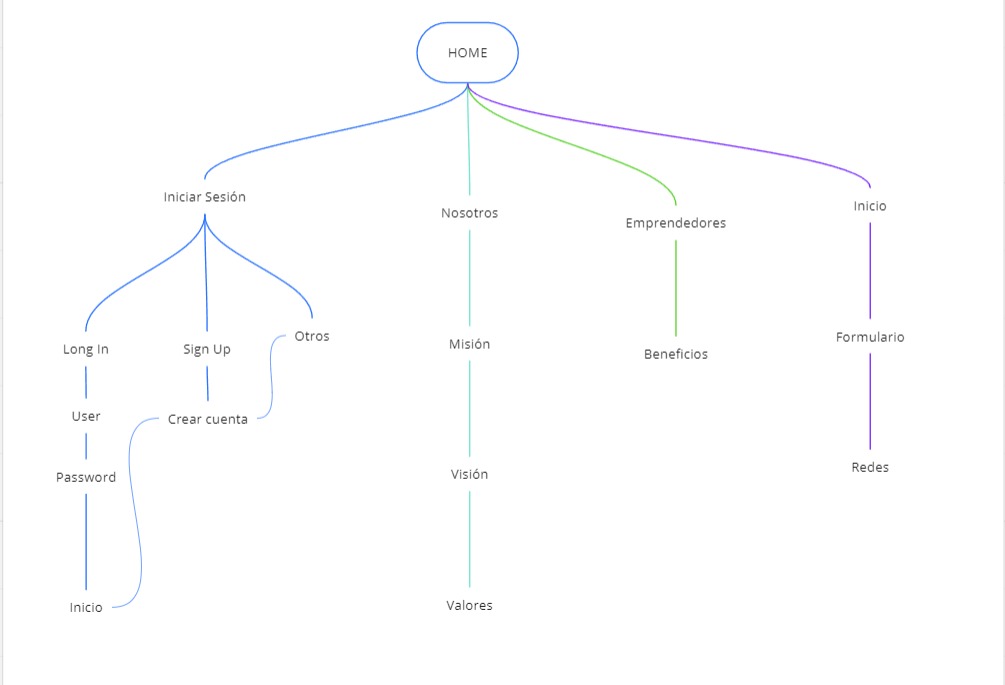 HOME
Iniciar Sesión
Nosotros
Emprendedores
Inicio
Long In
Sign Up
Otros
Misión
Beneficios
Formulario
User
Crear cuenta
Password
Visión
Redes
Inicio
Valores